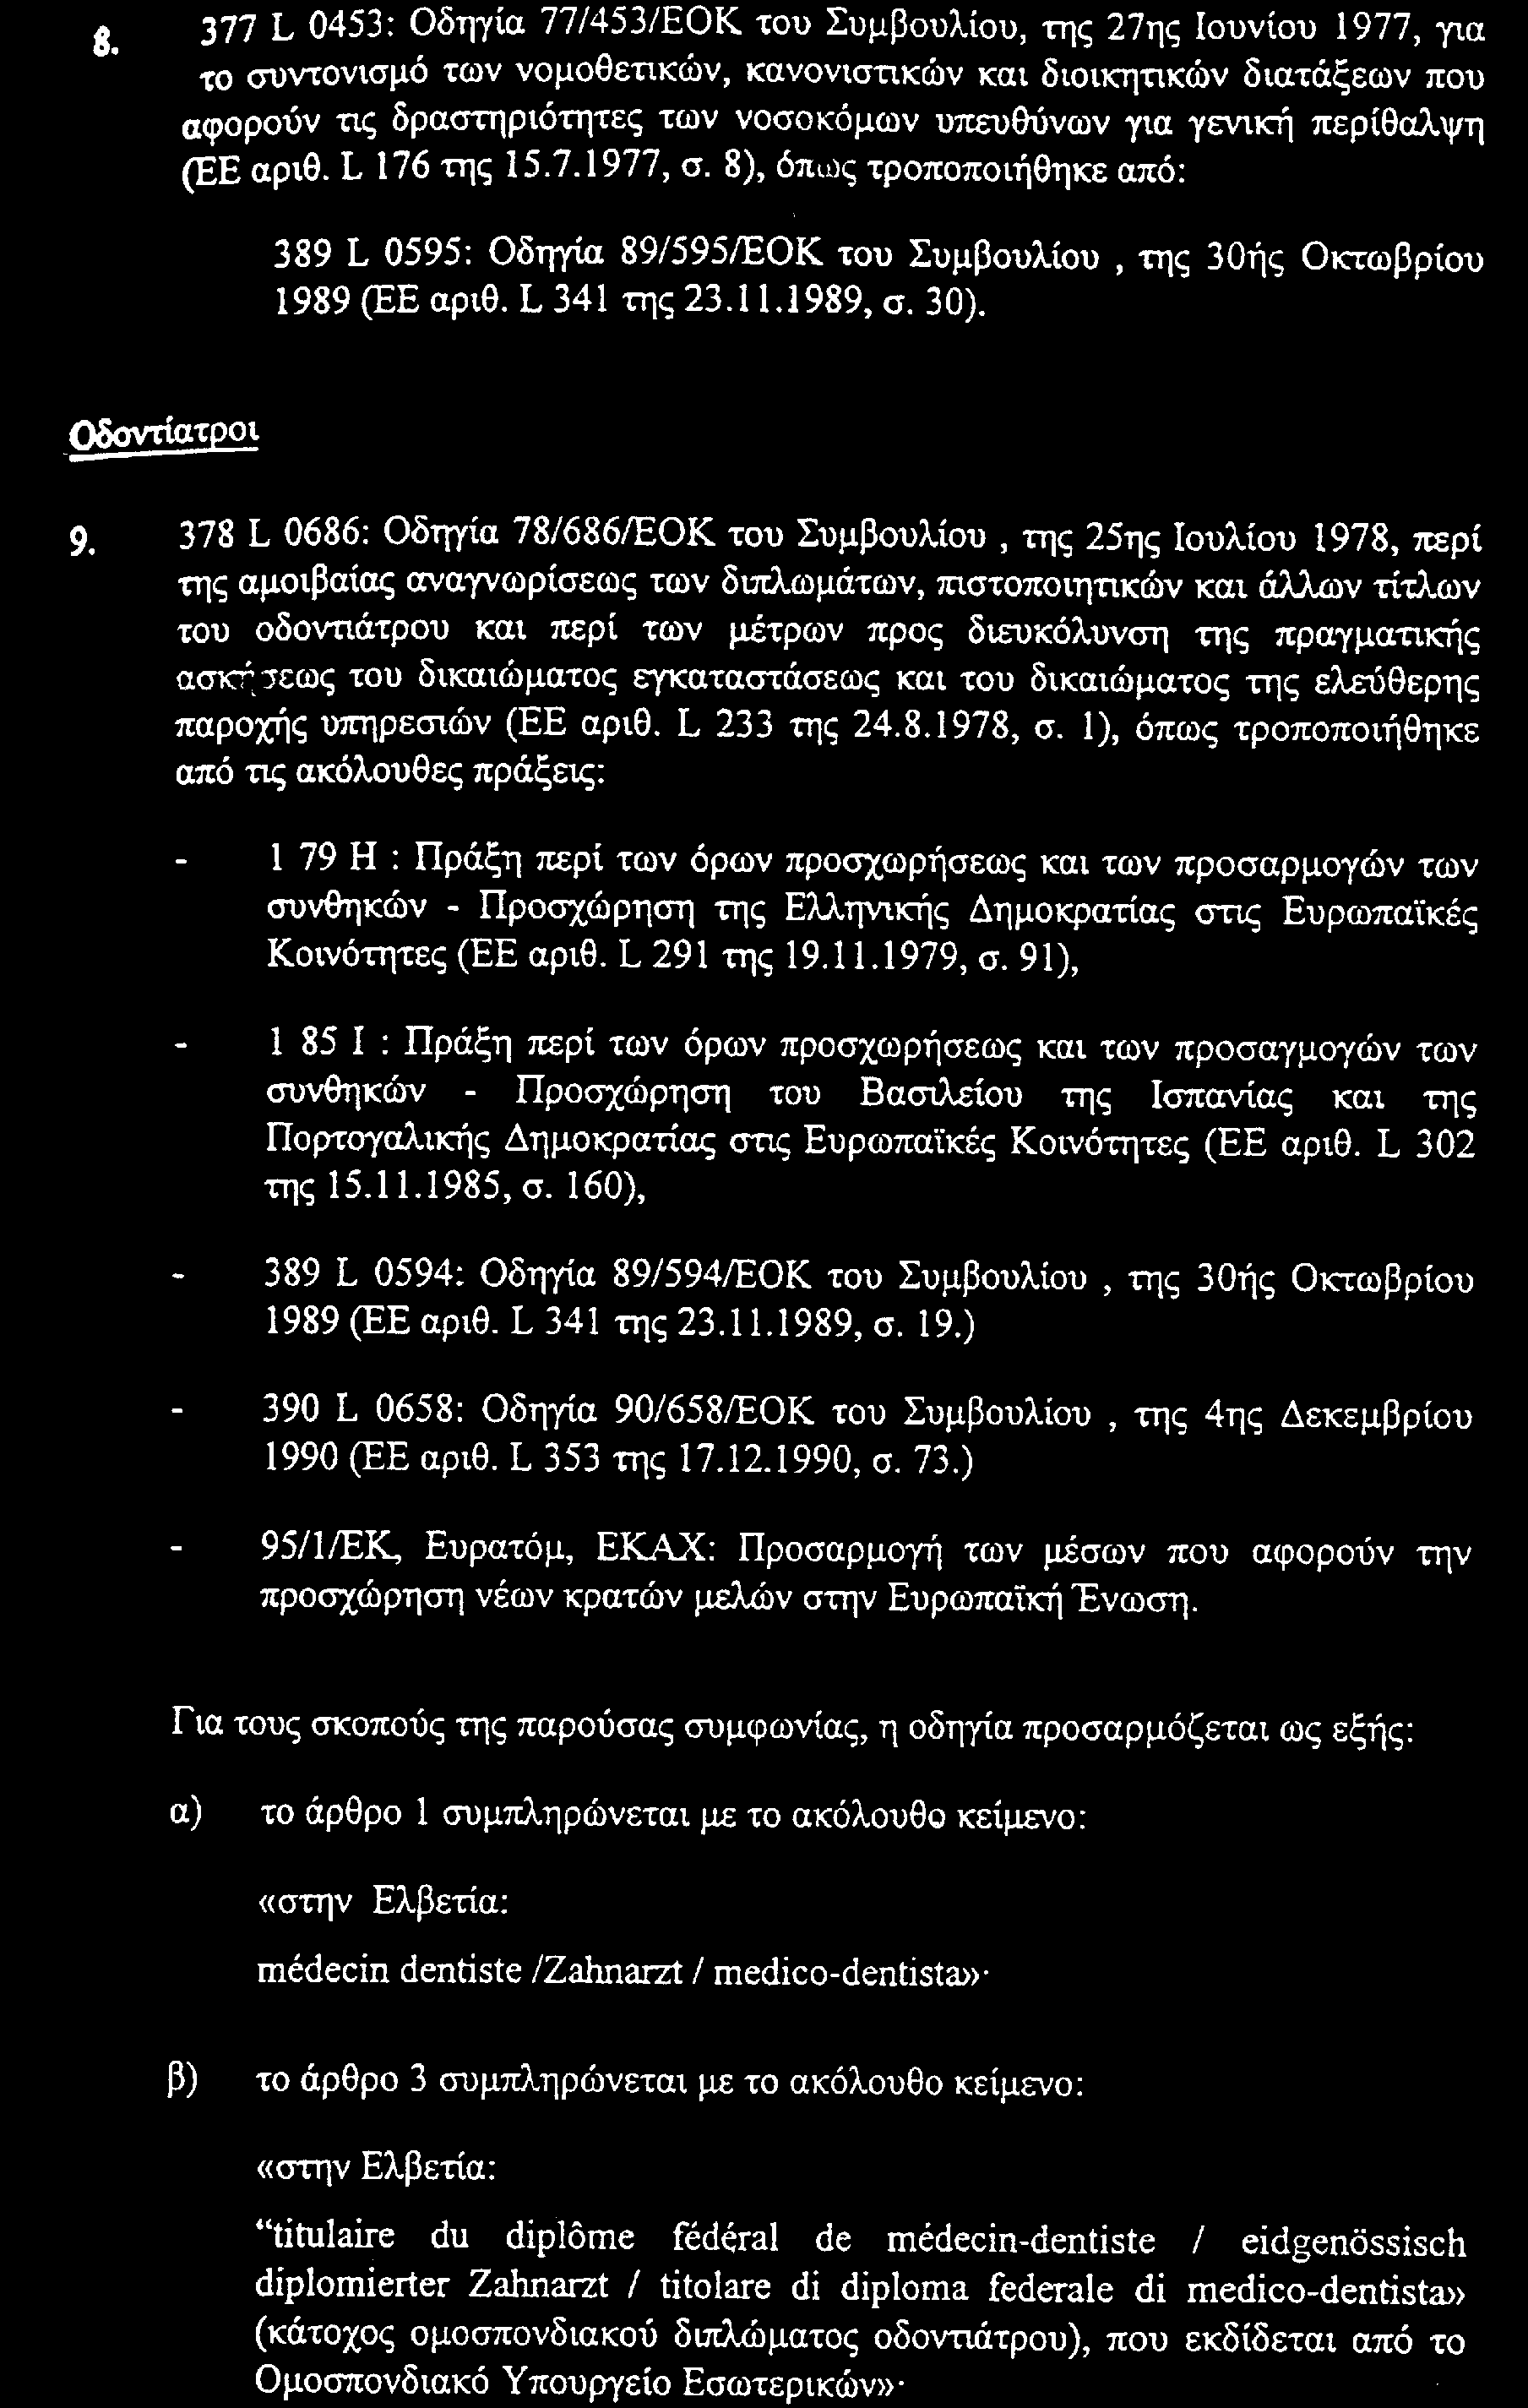 8. 377 L 0453: Οδηγία 77/453/ΕΟΚ του Συμβουλίου, της 27ης Ιουνίου 1977, για
το συντονισμό των νομοθετικών, κανονιστικών και διοικητικών διατάξεων που
αφορούν τις δραστηριότητες των νοσοκόμων υπευθύνων για γενική περίθαλψη
(ΕΕ αριθ. L 176 της 15.7.1977, σ. 8), όπως τροποποιήθηκε από:
389 L 0595: Οδηγία 89/595/ΕΟΚ του Συμβουλίου , της 30ής Οκτωβρίου
1989 (ΕΕ αριθ. L 341 της 23.11.1989, σ. 30).
Οδοντίατροι
9. 378 L 0686: Οδηγία 78/686/ΕΟΚ του Συμβουλίου , της 25ης Ιουλίου 1978, περί
της αμοιβαίας αναγνωρίσεως των διπλωμάτων, πιστοποιητικών και άλλων τίτλων
του οδοντιάτρου και περί των μέτρων προς διευκόλυνση της πραγματικής
ασκήσεως του δικαιώματος εγκαταστάσεως και του δικαιώματος της ελεύθερης
παροχής υπηρεσιών (ΕΕ αριθ. L 233 της 24.8.1978, σ. 1), όπως τροποποιήθηκε
από τις ακόλουθες πράξεις:
- 1 79 Η : Πράξη περί των όρων προσχωρήσεως και των προσαρμογών των
συνθηκών - Προσχώρηση της Ελληνικής Δημοκρατίας στις Ευρωπαϊκές
Κοινότητες (ΕΕ αριθ. L 291 της 19.11.1979, σ. 91),
- 1 85 Ι : Πράξη περί των όρων προσχωρήσεως και των προσαγμογών των
συνθηκών - Προσχώρηση του Βασιλείου της Ισπανίας και της
Πορτογαλικής Δημοκρατίας στις Ευρωπαϊκές Κοινότητες (ΕΕ αριθ. L 302
της 15.11.1985, σ. 160),
- 389 L 0594: Οδηγία 89/594/ΕΟΚ του Συμβουλίου , της 30ής Οκτωβρίου
1989 (ΕΕ αριθ. L 341 της 23.11.1989, σ. 19.)
- 390 L 0658: Οδηγία 90/658/ΕΟΚ του Συμβουλίου , της 4ης Δεκεμβρίου
1990 (ΕΕ αριθ. L 353 της 17.12.1990, σ. 73.)
- 95/1/ΕΚ, Ευρατόμ, ΕΚΑΧ: Προσαρμογή των μέσων που αφορούν την
προσχώρηση νέων κρατών μελών στην Ευρωπαϊκή Ένωση.
Για τους σκοπούς της παρούσας συμφωνίας, η οδηγία προσαρμόζεται ως εξής:
α) το άρθρο 1 συμπληρώνεται με το ακόλουθο κείμενο:
«στην Ελβετία:
médecin dentiste /Zahnarzt / medico-dentista»·
β) το άρθρο 3 συμπληρώνεται με το ακόλουθο κείμενο:
«στην Ελβετία:
“titulaire du diplôme fédéral de médecin-dentiste / eidgenössisch
diplomierter Zahnarzt / titolare di diploma federale di medico-dentista»
(κάτοχος ομοσπονδιακού διπλώματος οδοντιάτρου), που εκδίδεται από το
Ομοσπονδιακό Υπουργείο Εσωτερικών»·